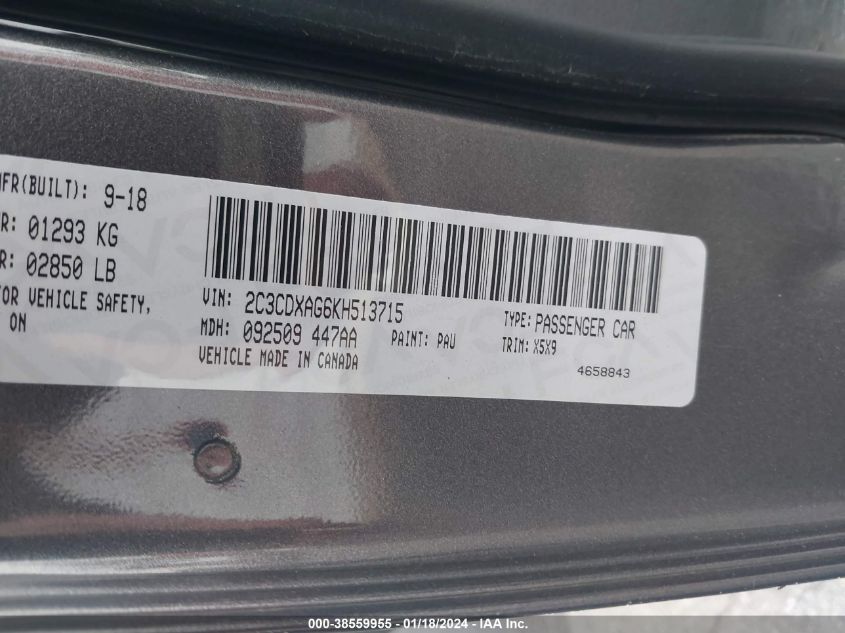 MFR(BUILT): 9-18
R: 01293 KG
R: 02850 LB
OR VEHICLE SAFETY,
ON
VIN: 2C3CDXAG6KH513715
TYPE: PASSENGER CAR
MDH: 092509 447AA
PAINT: PAU
TRIM: X5X9
VEHICLE MADE IN CANADA
4658843
000-38559955 - 01/18/2024 - IAA Inc.